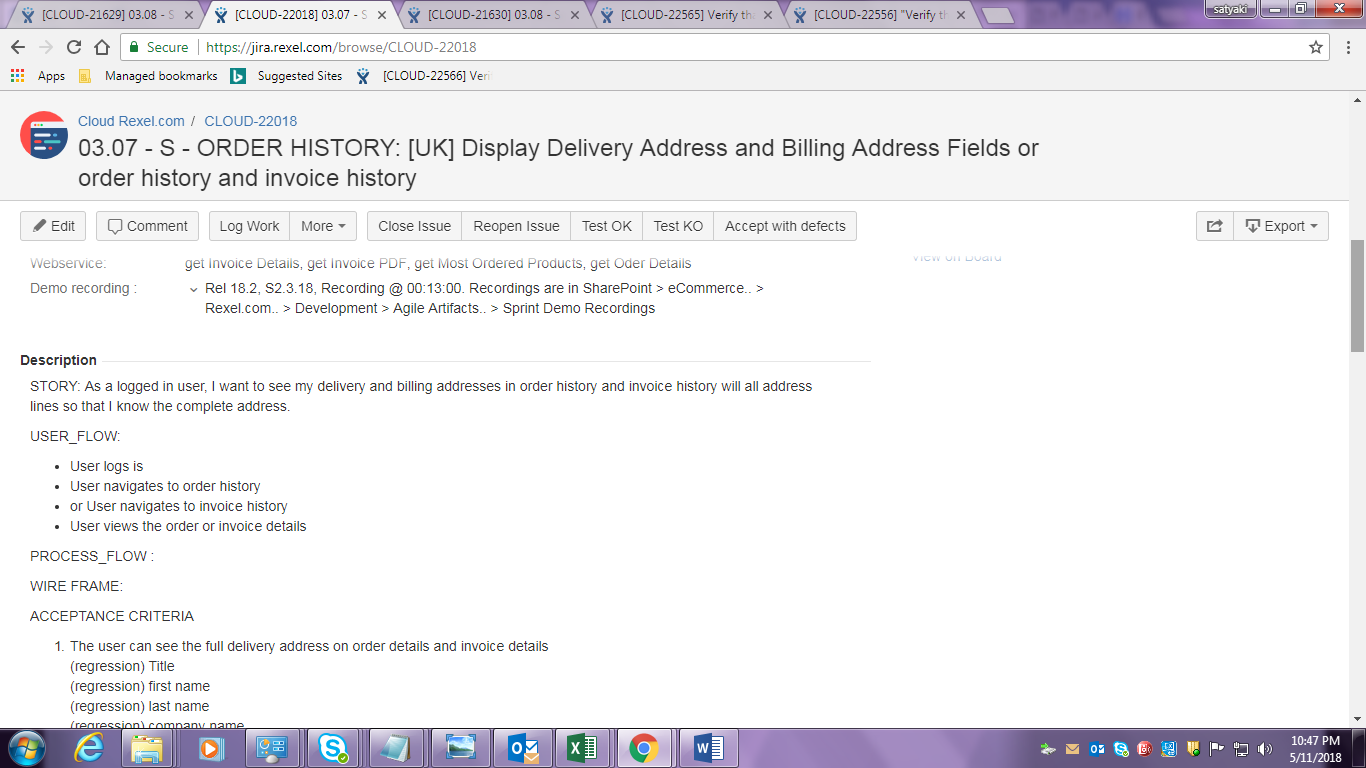 [CLOUD-21629] 03.08 - S
[CLOUD-22018] 03.07 - S
[CLOUD-21630] 03.08 - S
[CLOUD-22565] Verify th
[CLOUD-22556] "Verify th
satyaki
Secure
https://jira.rexel.com/browse/CLOUD-22018
Apps
Managed bookmarks
Suggested Sites
[CLOUD-22566] Veri
Cloud Rexel.com / CLOUD-22018
03.07 - S - ORDER HISTORY: [UK] Display Delivery Address and Billing Address Fields or
order history and invoice history
Edit
Comment
Log Work
More
Close Issue
Reopen Issue
Test OK
Test KO
Accept with defects
Export
Webservice: get Invoice Details, get Invoice PDF, get Most Ordered Products, get Oder Details
View on Board
Demo recording : Rel 18.2, S2.3.18, Recording @ 00:13:00. Recordings are in SharePoint > eCommerce.. >
Rexel.com.. > Development > Agile Artifacts.. > Sprint Demo Recordings
Description
STORY: As a logged in user, I want to see my delivery and billing addresses in order history and invoice history will all address
lines so that I know the complete address.
USER_FLOW:
• User logs is
• User navigates to order history
• or User navigates to invoice history
• User views the order or invoice details
PROCESS_FLOW :
WIRE FRAME:
ACCEPTANCE CRITERIA
1. The user can see the full delivery address on order details and invoice details
(regression) Title
(regression) first name
(regression) last name
(regression) company name
10:47 PM
5/11/2018